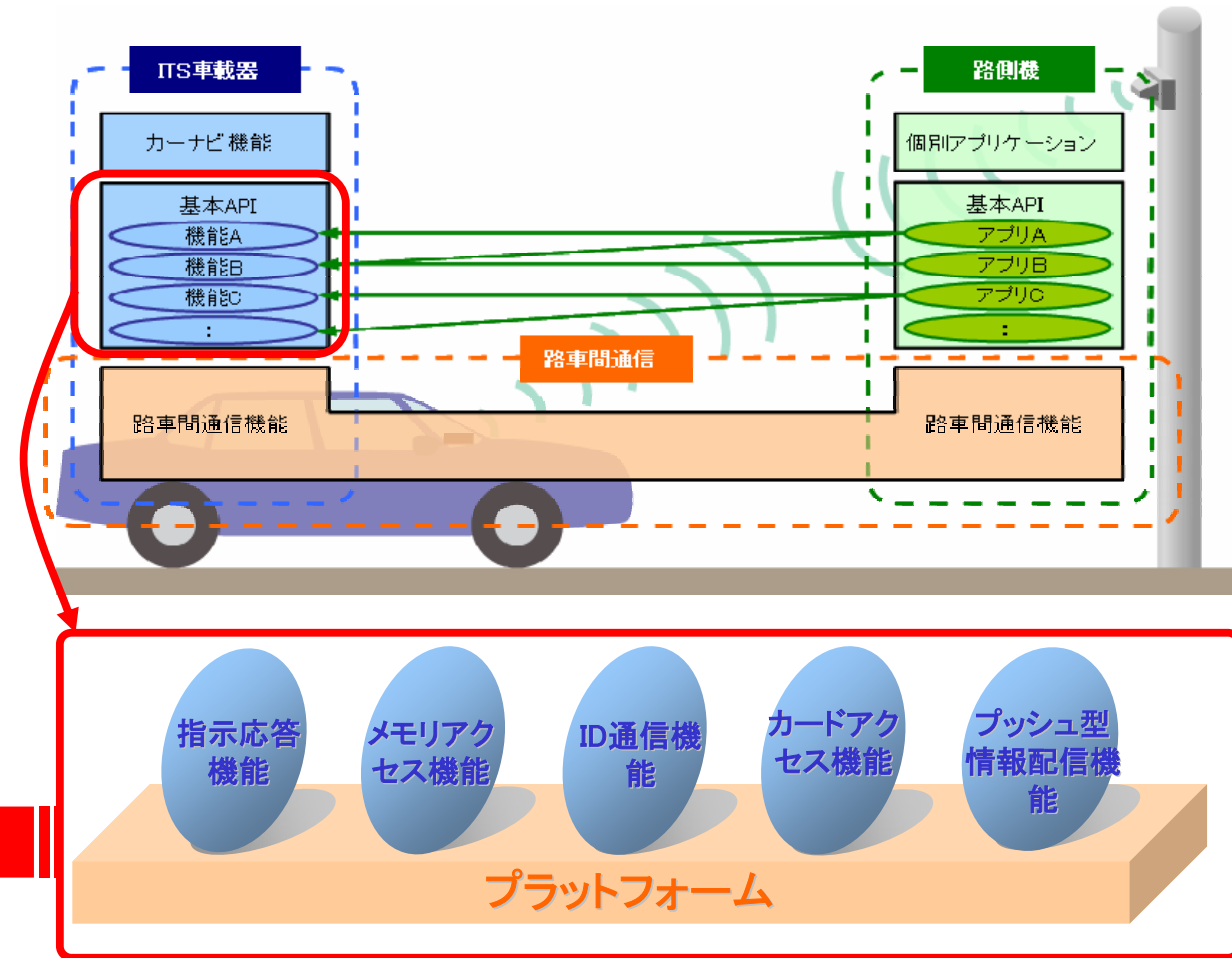 ITS車載器
路側機
カーナビ機能
個別アプリケーション
基本API
機能A
機能B
機能C
：
基本API
アプリA
アプリB
アプリC
：
路車間通信
路車間通信機能
路車間通信機能
指示応答
機能
メモリアク
セス機能
ID通信機
能
カードアク
セス機能
プッシュ型
情報配信機
能
プラットフォーム